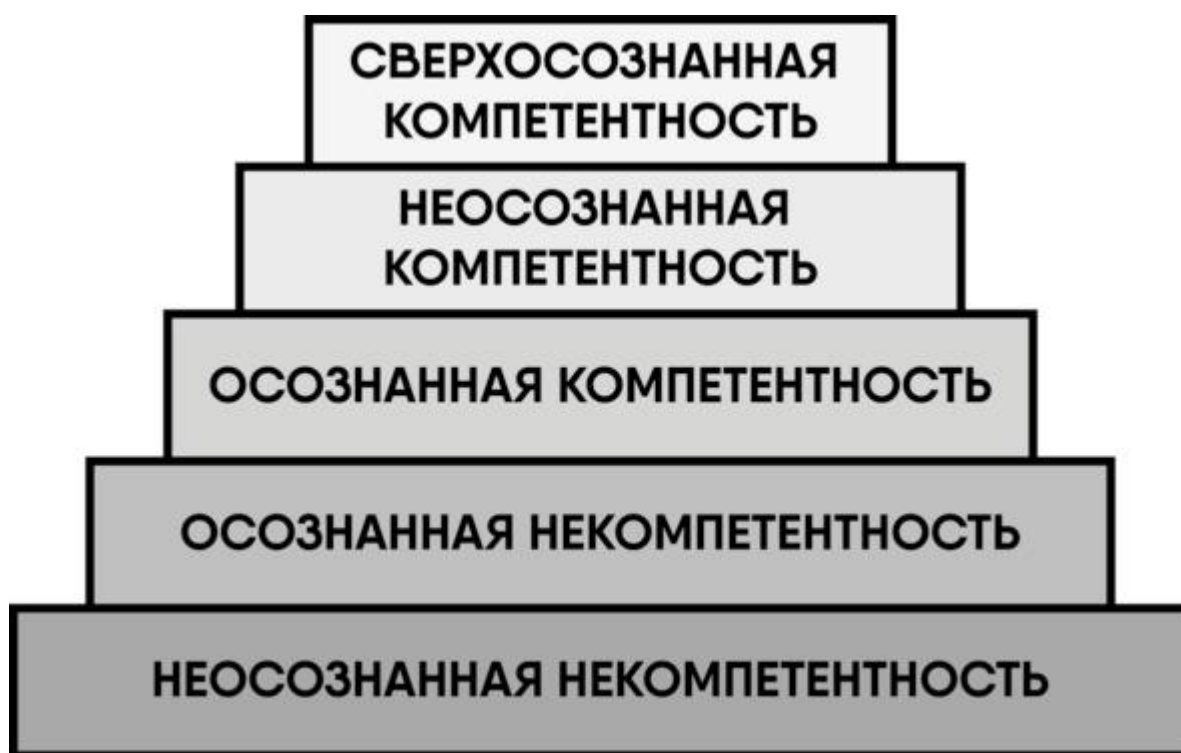 СВЕРХОСОЗНАННАЯ
КОМПЕТЕНТНОСТЬ
НЕОСОЗНАННАЯ
КОМПЕТЕНТНОСТЬ
ОСОЗНАННАЯ КОМПЕТЕНТНОСТЬ
ОСОЗНАННАЯ НЕКОМПЕТЕНТНОСТЬ
НЕОСОЗНАННАЯ НЕКОМПЕТЕНТНОСТЬ